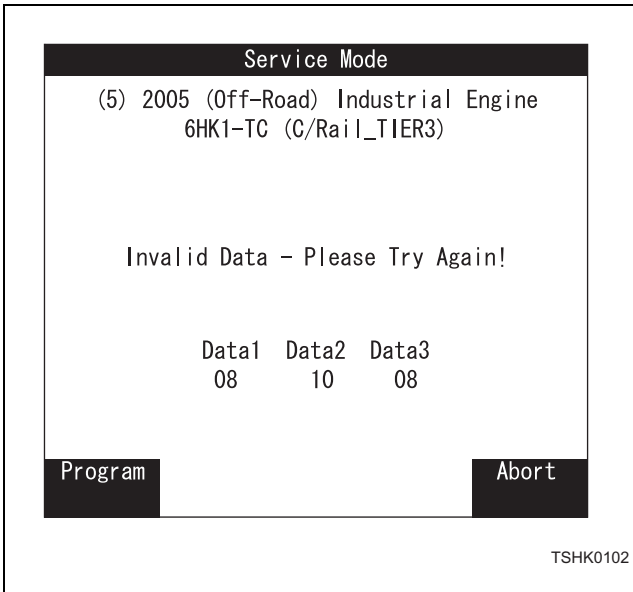 Service Mode
(5) 2005 (Off-Road) Industrial Engine
6HK1-TC (C/Rail_TIER3)
Invalid Data - Please Try Again!
Data1 Data2 Data3
08 10 08
Program Abort
TSHK0102